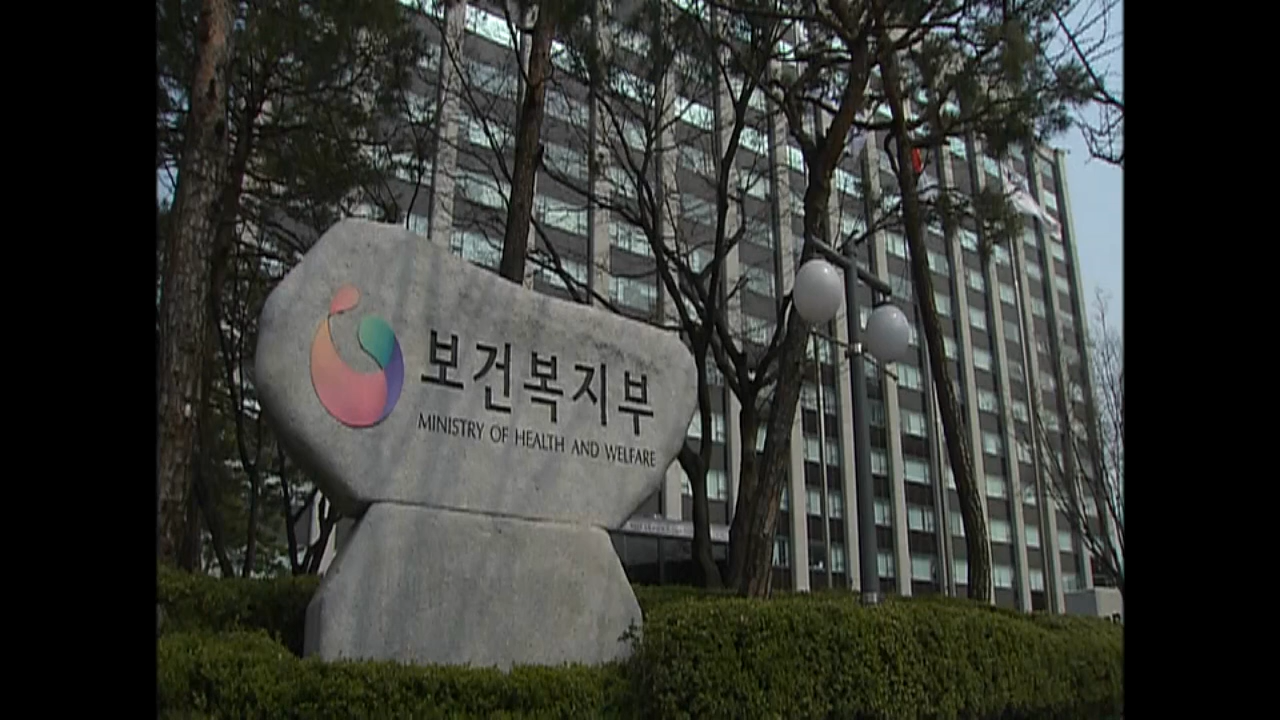 보건복지부
MINISTRY OF HEALTH AND WELFARE